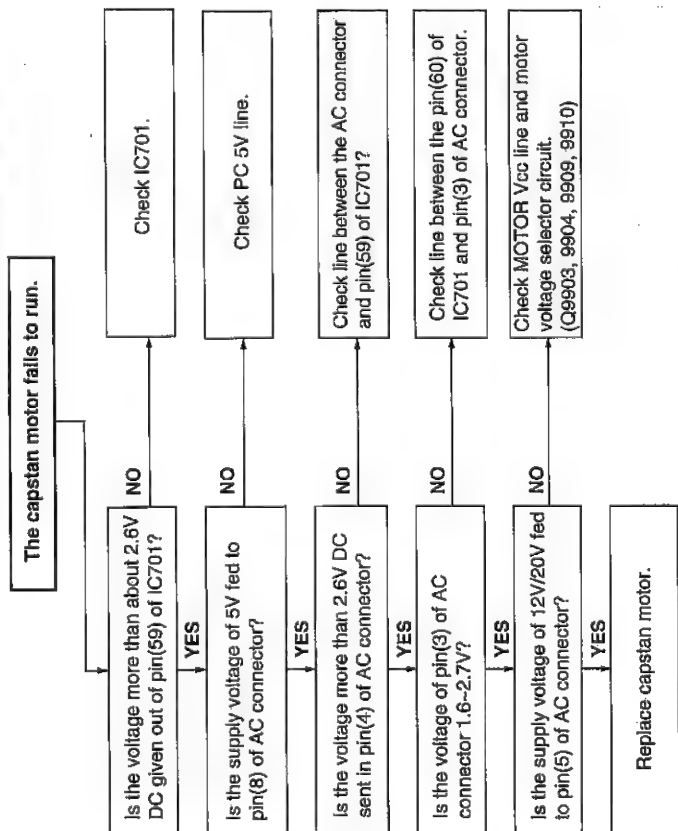 The capstan motor fails to run.
Is the voltage more than about 2.6V
DC given out of pin(59) of IC701?
NO
Check IC701.
YES
Is the supply voltage of 5V fed to
pin(8) of AC connector?
NO
Check PC 5V line.
YES
Is the voltage more than 2.6V DC
sent in pin(4) of AC connector?
NO
Check line between the AC connector
and pin(59) of IC701?
YES
Is the voltage of pin(3) of AC
connector 1.6~2.7V?
NO
Check line between the pin(60) of
IC701 and pin(3) of AC connector.
YES
Is the supply voltage of 12V/20V fed
to pin(5) of AC connector?
NO
Check MOTOR Vcc line and motor
voltage selector circuit.
(Q9903, 9904, 9909, 9910)
YES
Replace capstan motor.